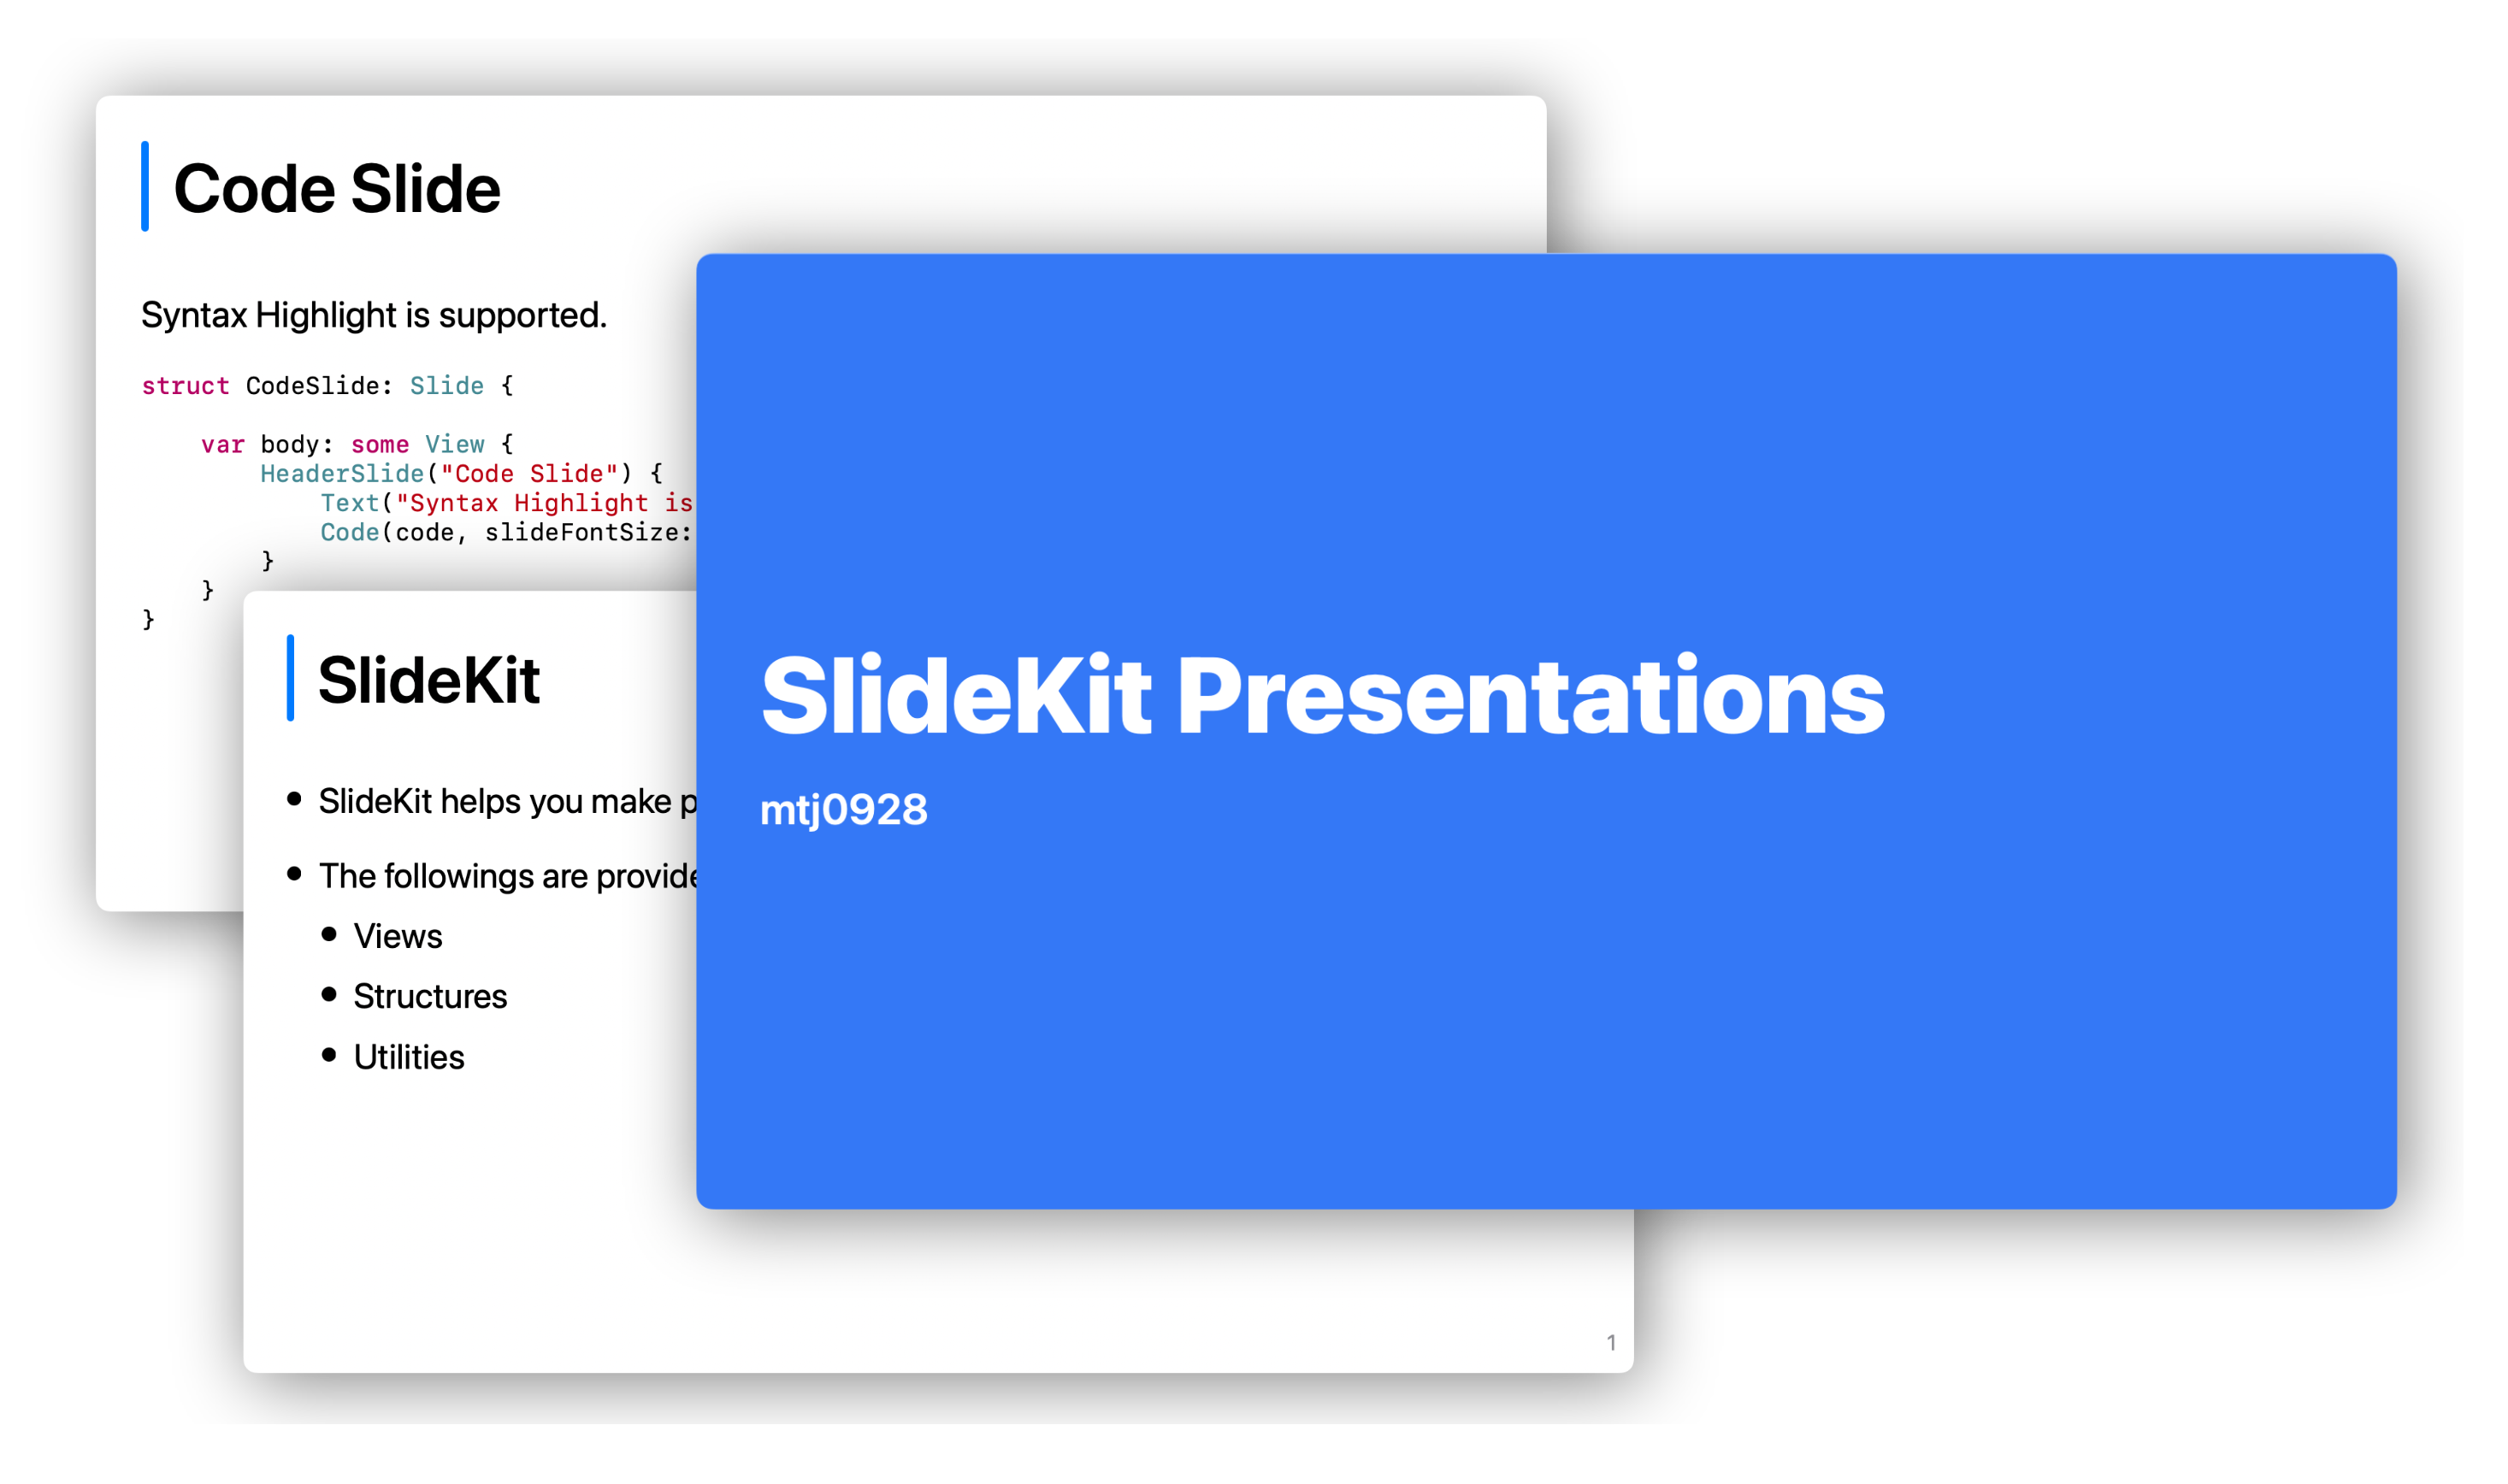 Code Slide
Syntax Highlight is supported.
struct CodeSlide: Slide {
    var body: some View {
        HeaderSlide("Code Slide") {
            Text("Syntax Highlight is
            Code(code, slideFontSize:
        }
    }
}
SlideKit
• SlideKit helps you make
• The followings are
• Views
• Structures
• Utilities
1
SlideKit Presentations
mtj0928